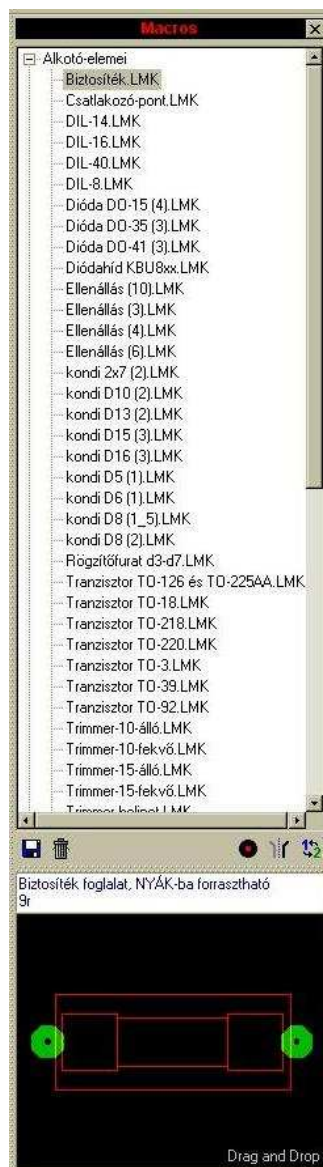 Macros
Alkotó-elemei
Biztosíték.LMK
Csatlakozó-pont.LMK
DIL-14.LMK
DIL-16.LMK
DIL-40.LMK
DIL-8.LMK
Dióda DO-15 (4).LMK
Dióda DO-35 (3).LMK
Dióda DO-41 (3).LMK
Diódahíd KBU8xx.LMK
Ellenállás (10).LMK
Ellenállás (3).LMK
Ellenállás (4).LMK
Ellenállás (6).LMK
kondi 2x7 (2).LMK
kondi D10 (2).LMK
kondi D13 (2).LMK
kondi D15 (3).LMK
kondi D16 (3).LMK
kondi D5 (1).LMK
kondi D6 (1).LMK
kondi D8 (1_5).LMK
kondi D8 (2).LMK
Rögzítőfurat d3-d7.LMK
Tranzisztor TO-126 és TO-225AA.LMK
Tranzisztor TO-18.LMK
Tranzisztor TO-218.LMK
Tranzisztor TO-220.LMK
Tranzisztor TO-3.LMK
Tranzisztor TO-39.LMK
Tranzisztor TO-92.LMK
Trimmer-10-álló.LMK
Trimmer-10-fekvő.LMK
Trimmer-15-álló.LMK
Trimmer-15-fekvő.LMK
Trimmer-helipot.LMK
Biztosíték foglalat, NYÁK-ba forrasztható
9r
Drag and Drop